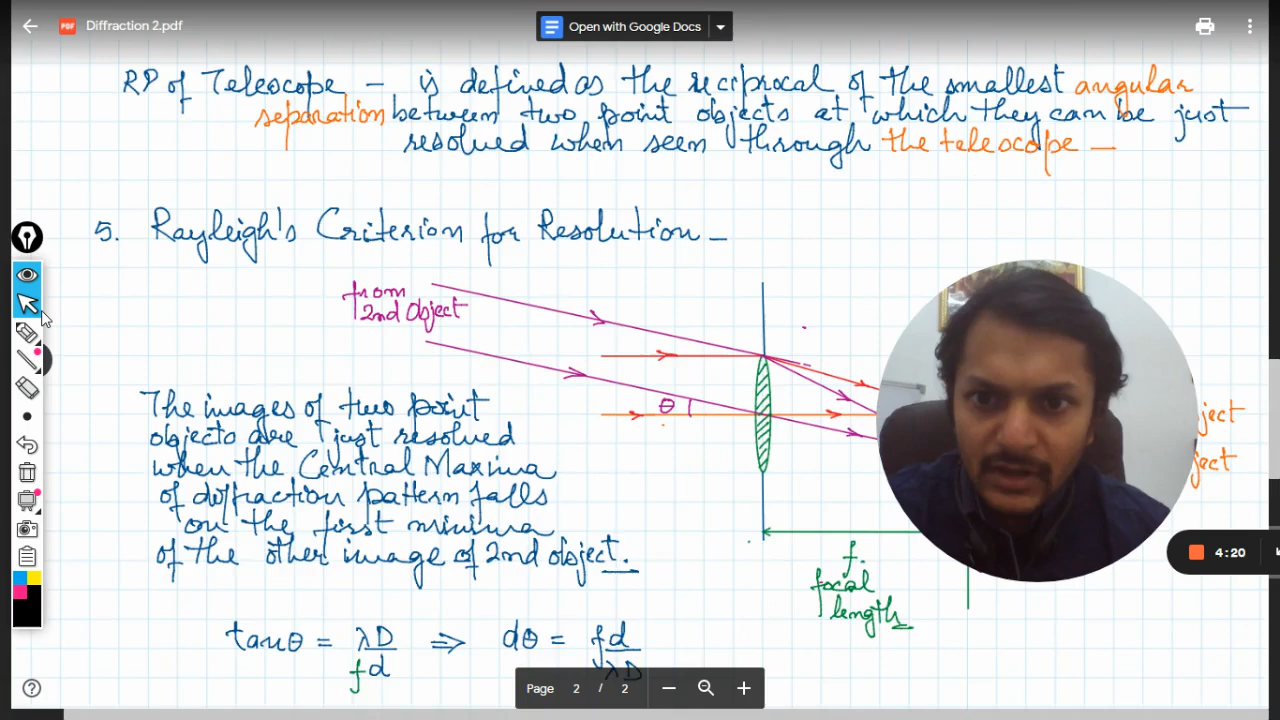 Diffraction 2.pdf
Open with Google Docs
RP of Telescope – is defined as the reciprocal of the smallest angular
separation between two point objects at which they can be just
resolved when seen through the telescope –
5. Rayleigh's Criterion for Resolution –
from
2nd Object
θ
The images of two point
objects are just resolved
when the Central Maxima
of diffraction pattern falls
on the first minima
of the other image of 2nd object.
ject
ject
4:20
f.
focal
length
tanθ = λD/fd ⇒ dθ = fd/λD
Page 2 / 2